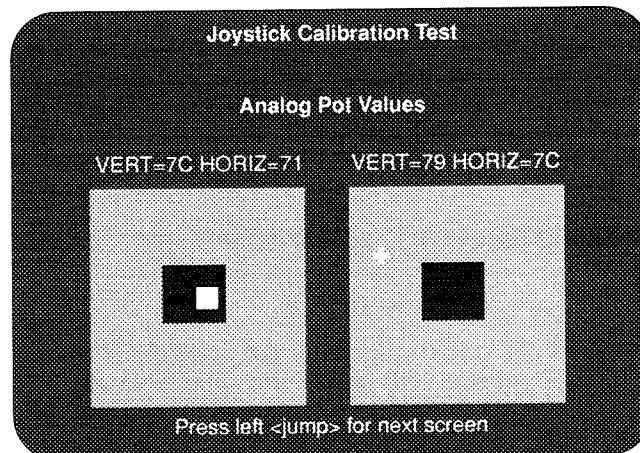 Joystick Calibration Test
Analog Pot Values
VERT=7C HORIZ=71 VERT=79 HORIZ=7C
Press left <jump> for next screen